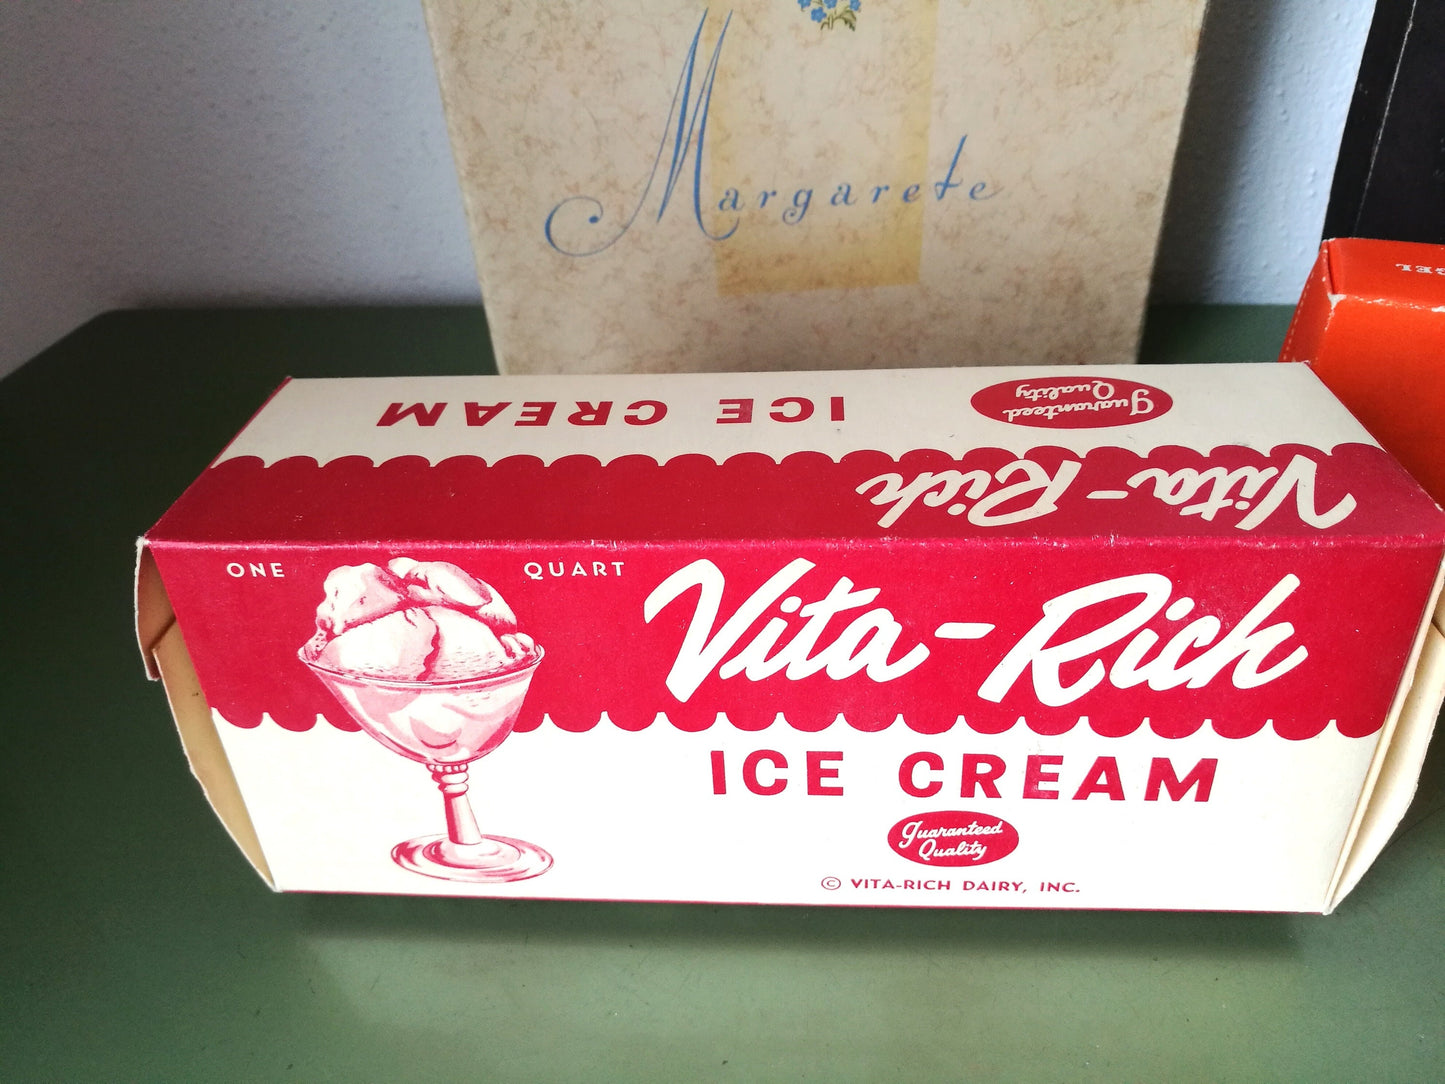 Margarete
GEL
ICE CREAM
Guaranteed
Quality
Vita-Rich
ONE QUART
Vita-Rich
ICE CREAM
Guaranteed
Quality
© VITA-RICH DAIRY, INC.